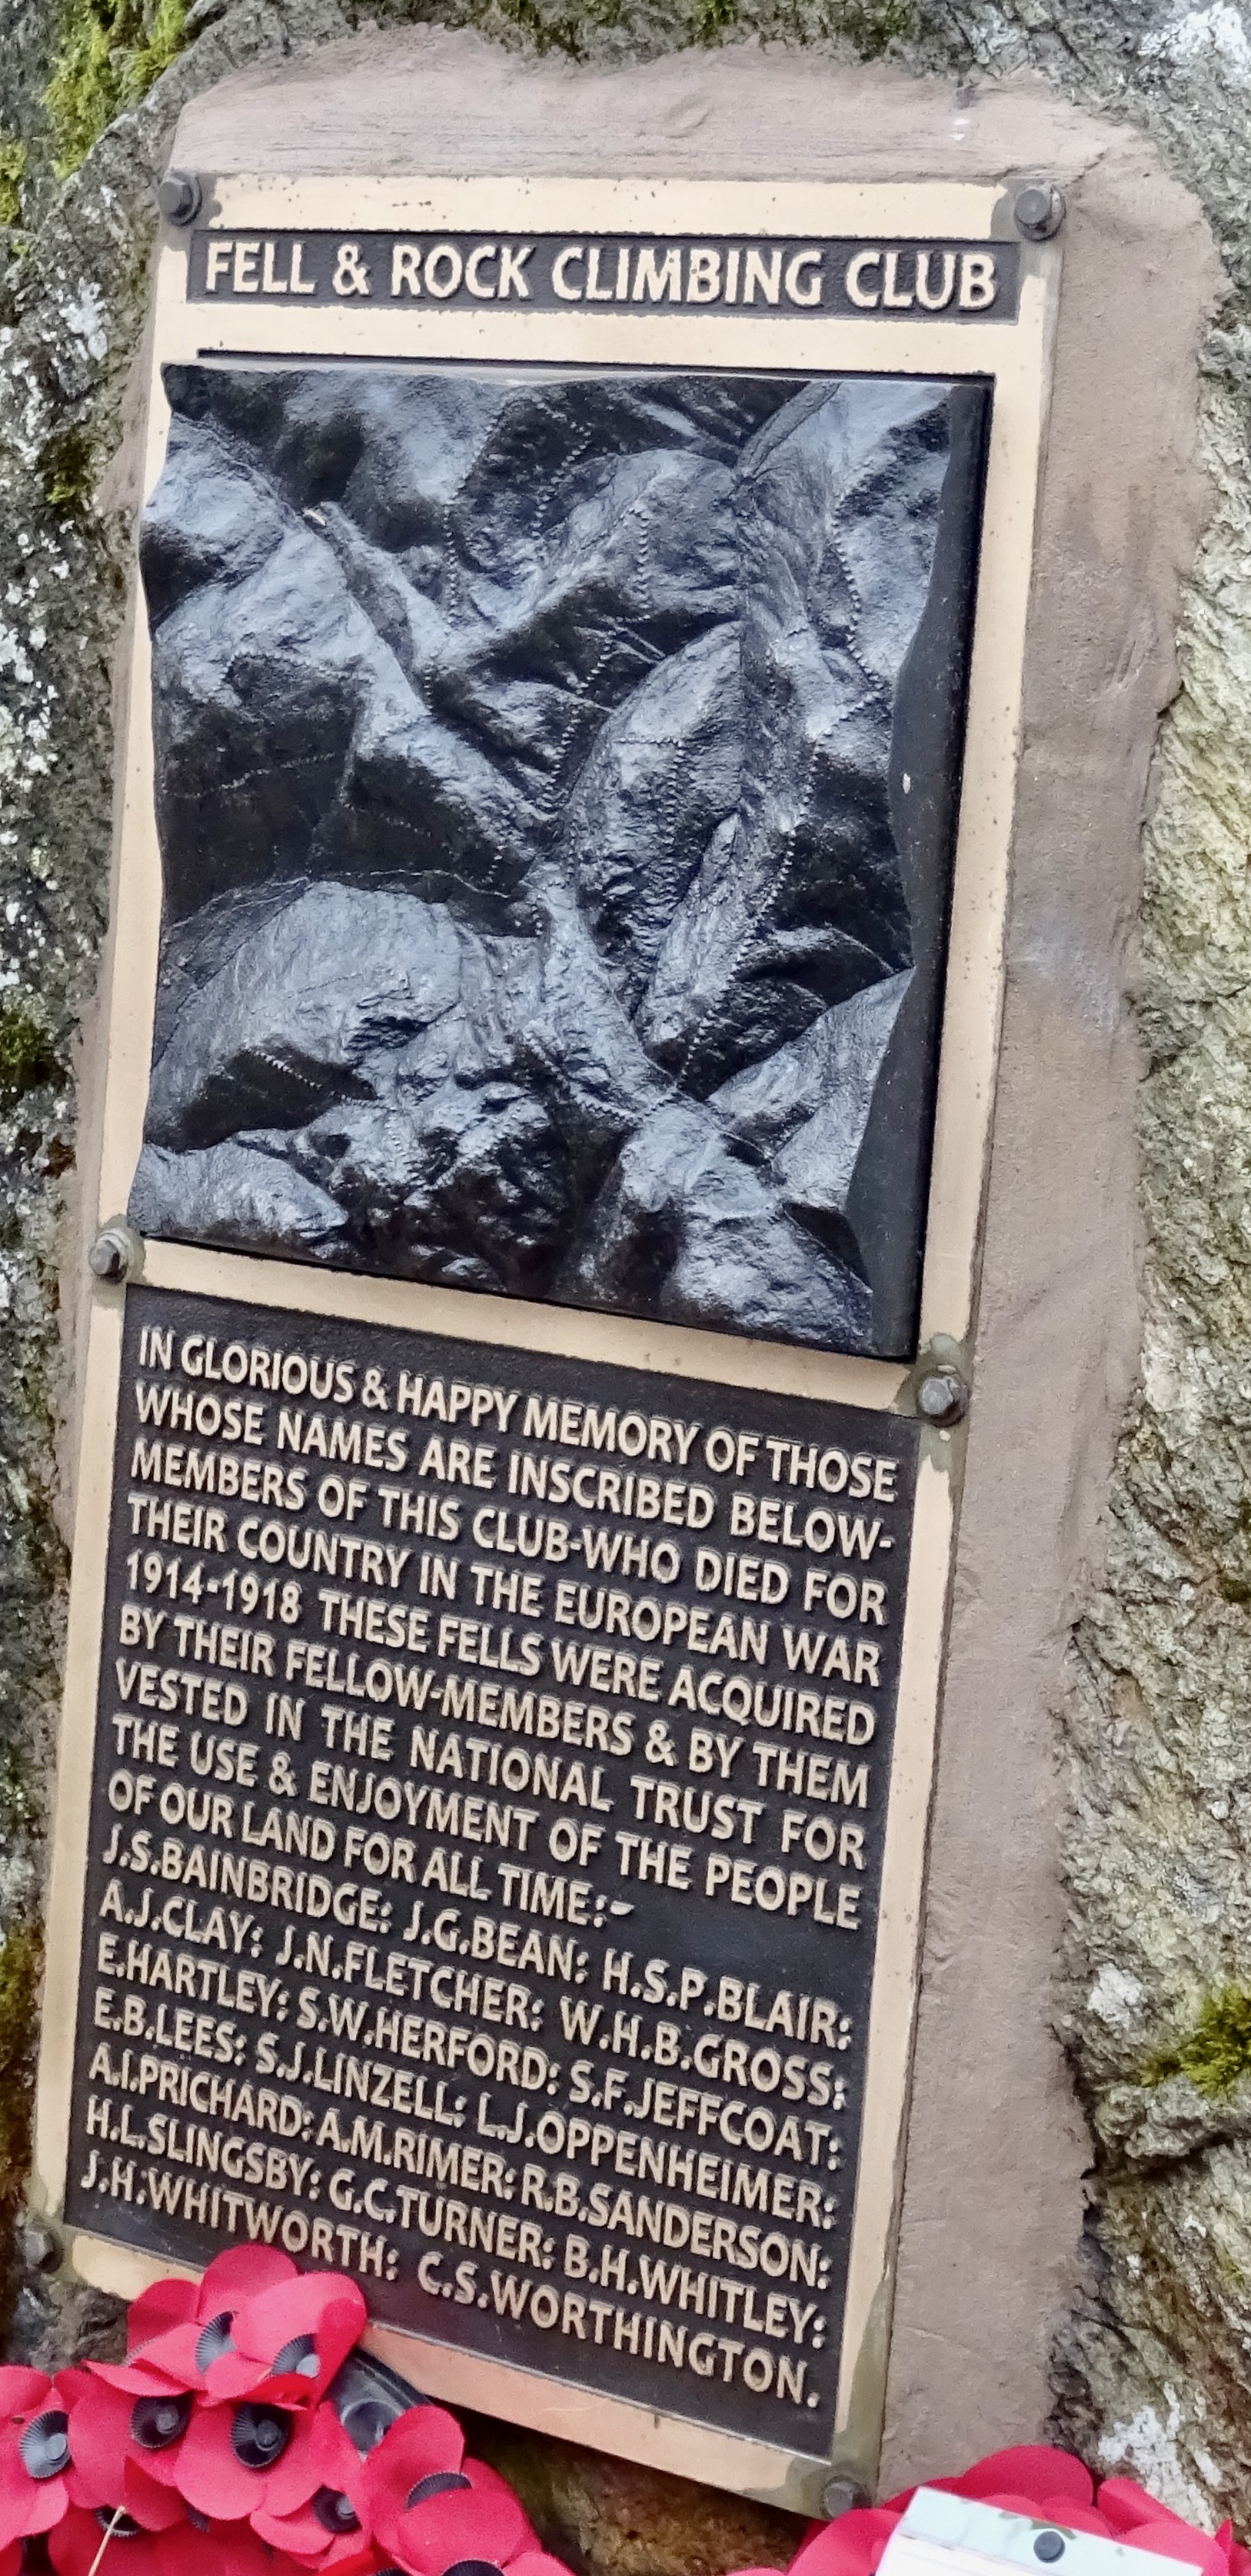 FELL & ROCK CLIMBING CLUB
IN GLORIOUS & HAPPY MEMORY OF THOSE
WHOSE NAMES ARE INSCRIBED BELOW-
MEMBERS OF THIS CLUB-WHO DIED FOR
THEIR COUNTRY IN THE EUROPEAN WAR
1914-1918 THESE FELLS WERE ACQUIRED
BY THEIR FELLOW-MEMBERS & BY THEM
VESTED IN THE NATIONAL TRUST FOR
THE USE & ENJOYMENT OF THE PEOPLE
OF OUR LAND FOR ALL TIME:-
J.S.BAINBRIDGE: J.G.BEAN: H.S.P.BLAIR:
A.J.CLAY: J.N.FLETCHER: W.H.B.GROSS:
E.HARTLEY: S.W.HERFORD: S.F.JEFFCOAT:
E.B.LEES: S.J.LINZELL: L.J.OPPENHEIMER:
A.I.PRICHARD: A.M.RIMER: R.B.SANDERSON:
H.L.SLINGSBY: G.C.TURNER: B.H.WHITLEY:
J.H.WHITWORTH: C.S.WORTHINGTON.